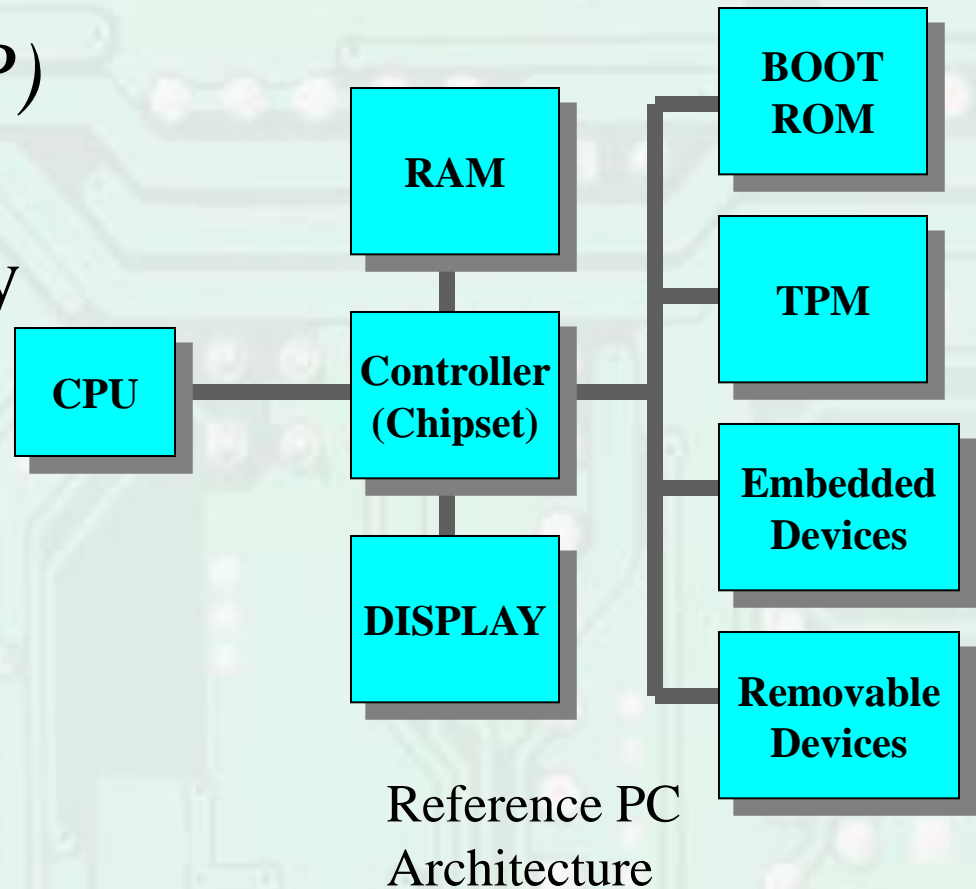 P)
y
CPU
RAM
Controller
(Chipset)
DISPLAY
BOOT
ROM
TPM
Embedded
Devices
Removable
Devices
Reference PC
Architecture